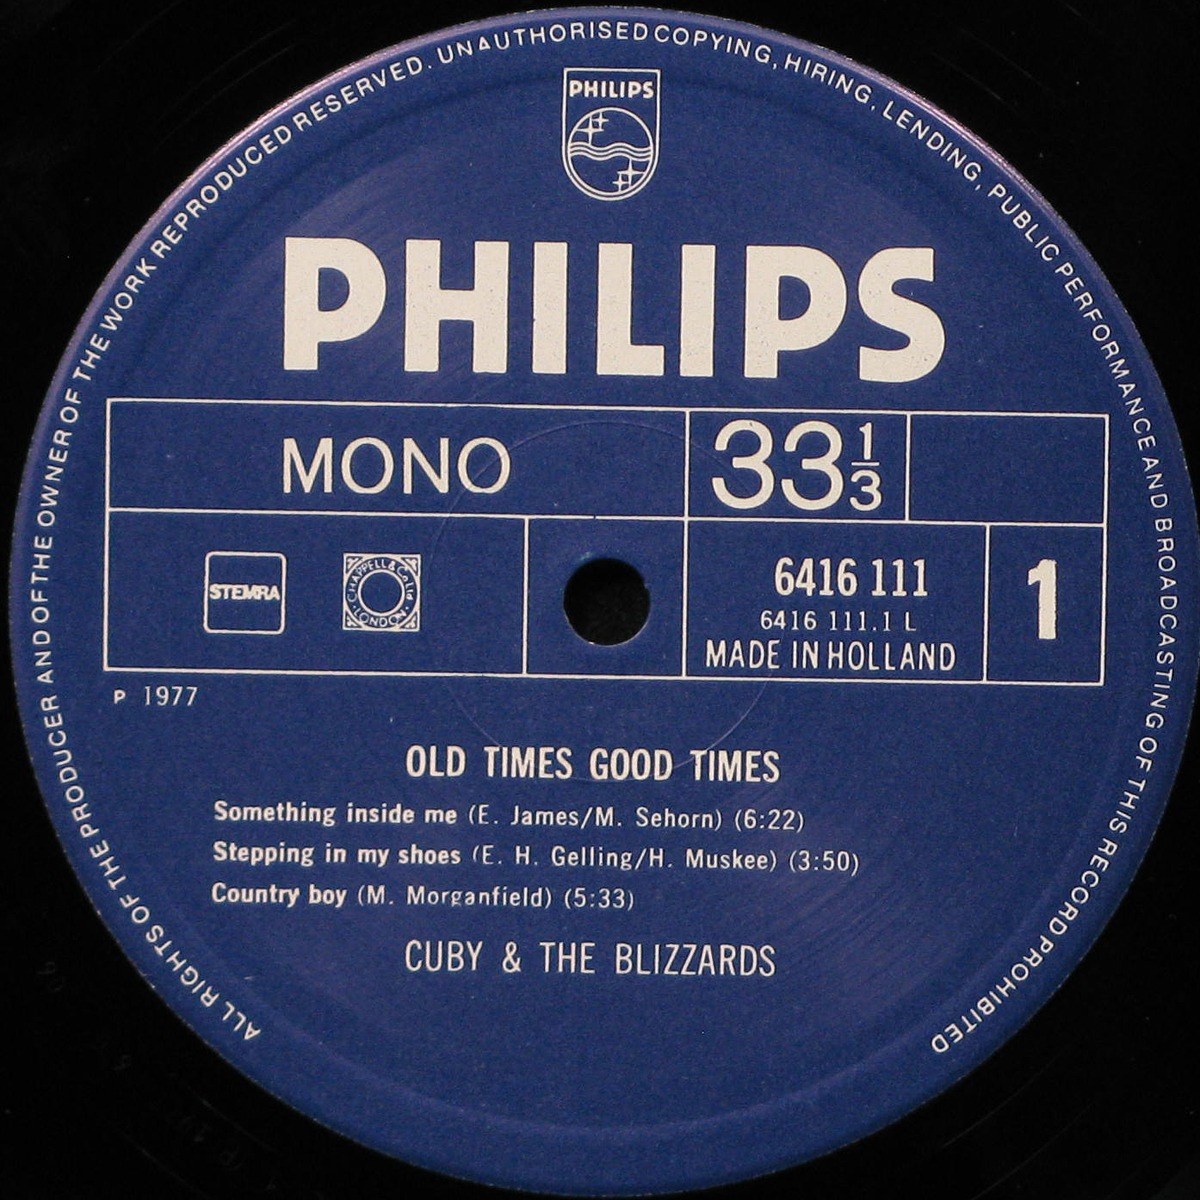 ALL RIGHTS OF THE PRODUCER AND OF THE OWNER OF THE WORK REPRODUCED RESERVED. UNAUTHORISED COPYING, HIRING, LENDING, PUBLIC PERFORMANCE AND BROADCASTING OF THIS RECORD PROHIBITED
PHILIPS
PHILIPS
MONO
33 1/3
STEMRA
CHAPPELL & Co Ltd
LONDON
6416 111
6416 111.1 L
MADE IN HOLLAND
1
P 1977
OLD TIMES GOOD TIMES
Something inside me (E. James/M. Sehorn) (6:22)
Stepping in my shoes (E. H. Gelling/H. Muskee) (3:50)
Country boy (M. Morganfield) (5:33)
CUBY & THE BLIZZARDS